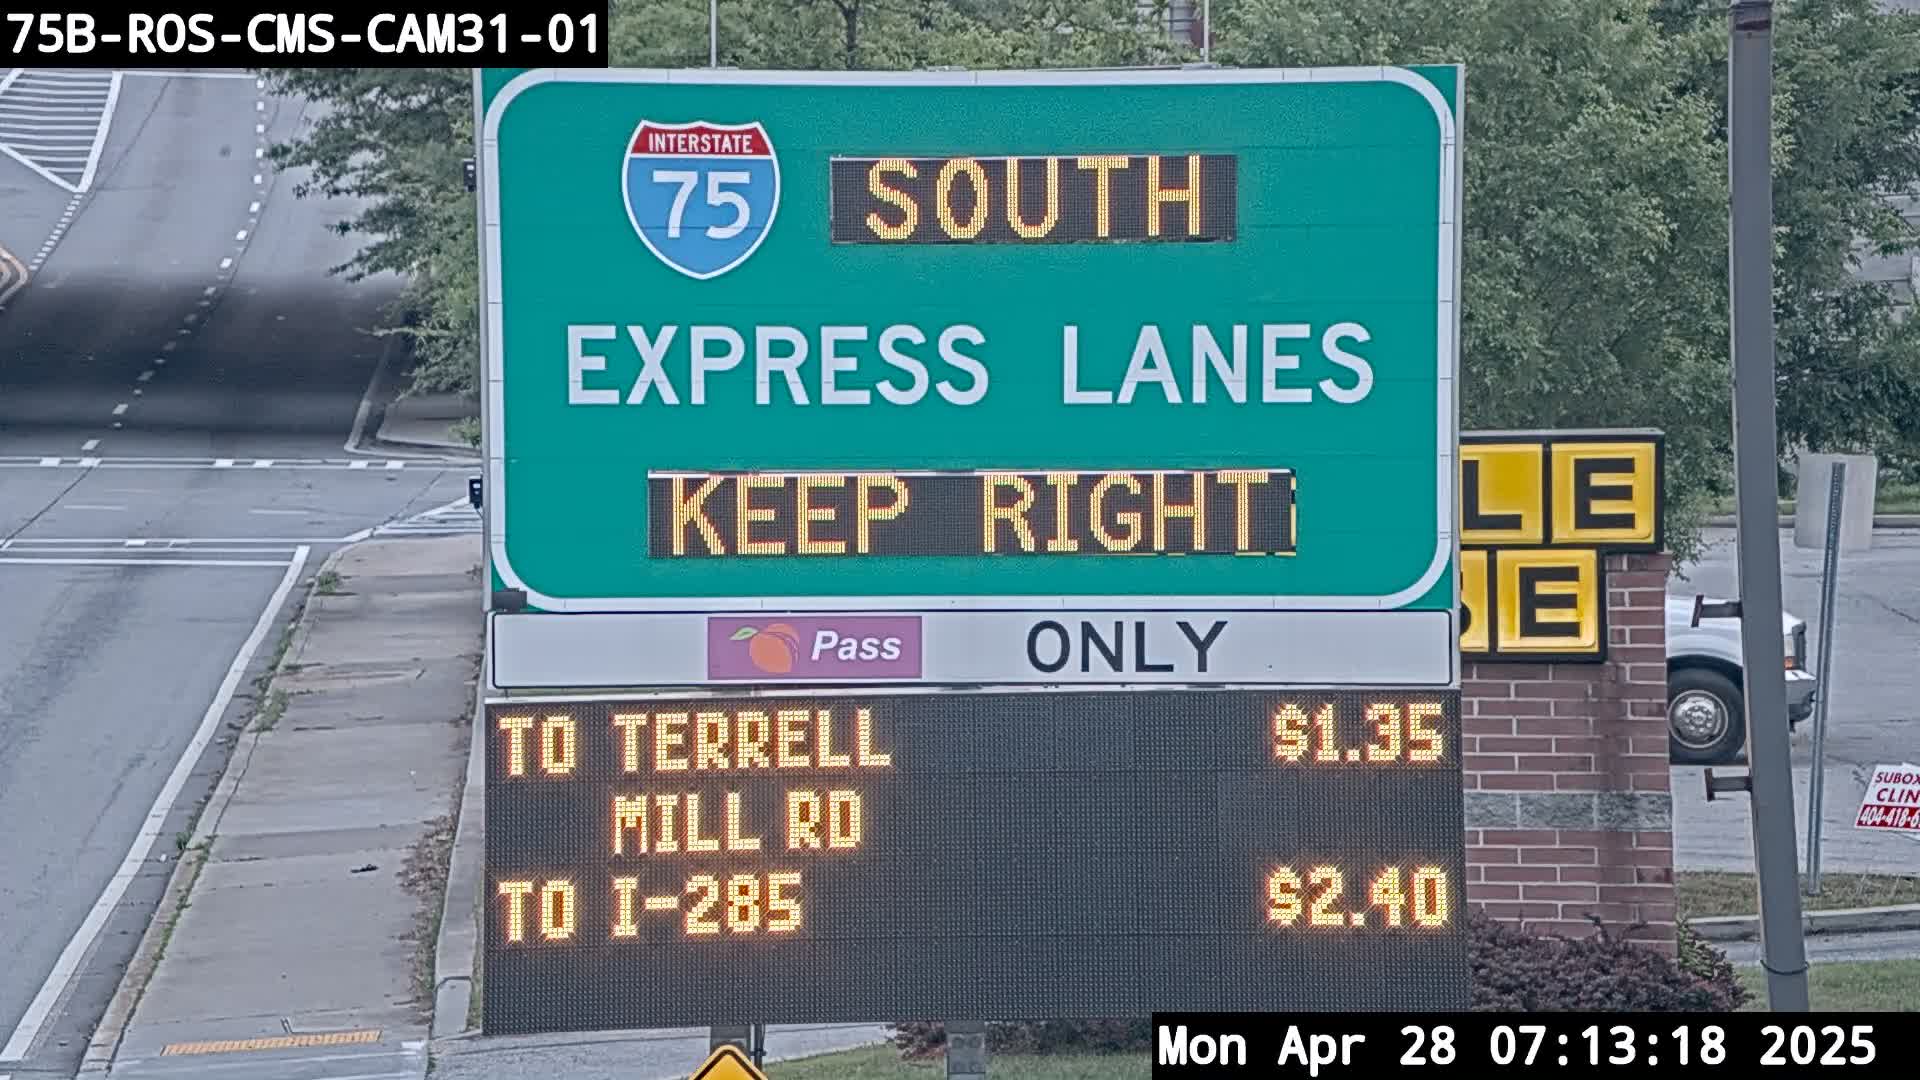 75B-ROS-CMS-CAM31-01
INTERSTATE
75
SOUTH
EXPRESS LANES
KEEP RIGHT
Pass ONLY
TO TERRELL $1.35
MILL RD
TO I-285 $2.40
LE
E
Mon Apr 28 07:13:18 2025